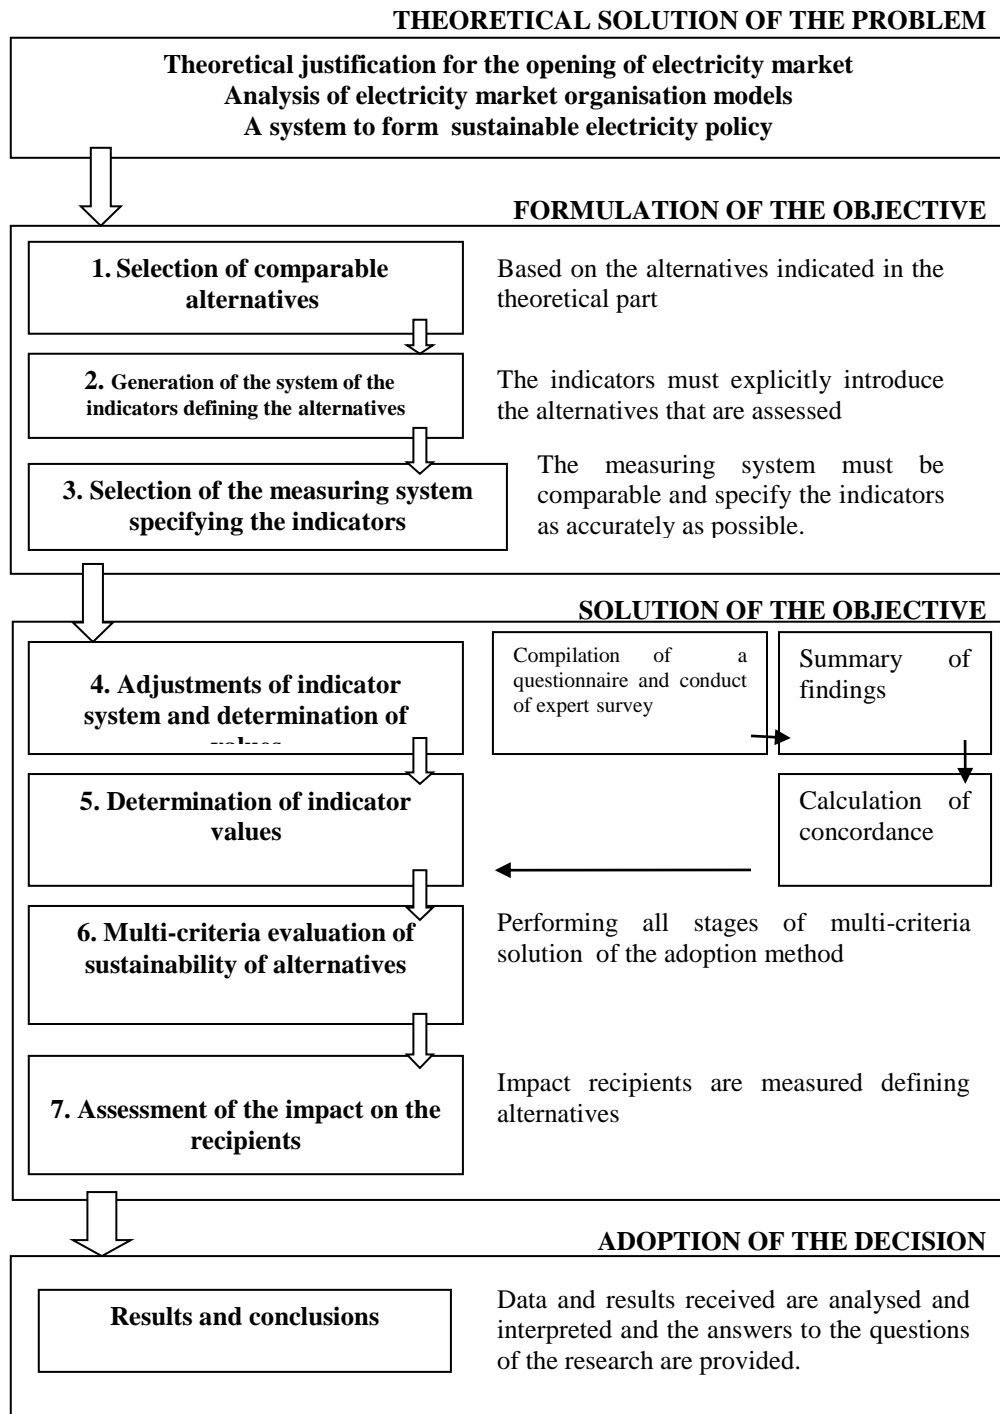 THEORETICAL SOLUTION OF THE PROBLEM
Theoretical justification for the opening of electricity market
Analysis of electricity market organisation models
A system to form sustainable electricity policy
FORMULATION OF THE OBJECTIVE
1. Selection of comparable
alternatives
Based on the alternatives indicated in the
theoretical part
2. Generation of the system of the
indicators defining the alternatives
The indicators must explicitly introduce
the alternatives that are assessed
3. Selection of the measuring system
specifying the indicators
The measuring system must be
comparable and specify the indicators
as accurately as possible.
SOLUTION OF THE OBJECTIVE
4. Adjustments of indicator
system and determination of
Compilation of a
questionnaire and conduct
of expert survey
Summary of
findings
5. Determination of indicator
values
Calculation of
concordance
6. Multi-criteria evaluation of
sustainability of alternatives
Performing all stages of multi-criteria
solution of the adoption method
7. Assessment of the impact on the
recipients
Impact recipients are measured defining
alternatives
ADOPTION OF THE DECISION
Results and conclusions
Data and results received are analysed and
interpreted and the answers to the questions
of the research are provided.